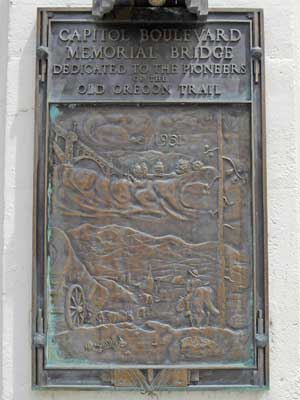 CAPITOL BOULEVARD
MEMORIAL BRIDGE
DEDICATED TO THE PIONEERS
OF THE
OLD OREGON TRAIL
1931